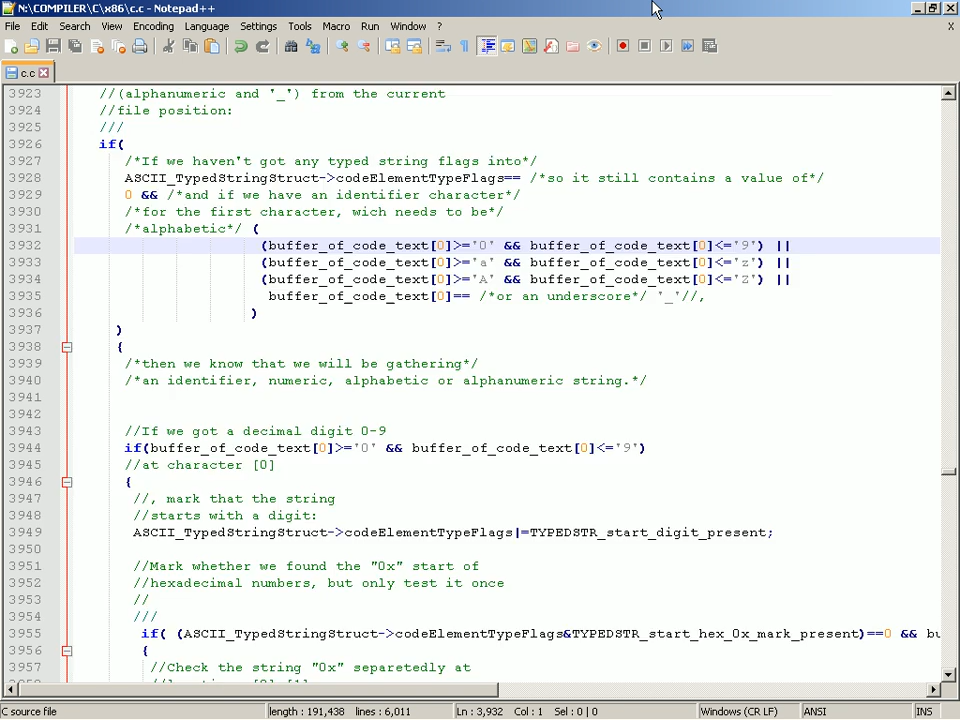 N:\COMPILER\C\x86\c.c - Notepad++
File Edit Search View Encoding Language Settings Tools Macro Run Window ? X
c.c
3923 //(alphanumeric and '_') from the current
3924 //file position:
3925 ///
3926 if(
3927 /*If we haven't got any typed string flags into*/
3928 ASCII_TypedStringStruct->codeElementTypeFlags== /*so it still contains a value of*/
3929 0 && /*and if we have an identifier character*/
3930 /*for the first character, wich needs to be*/
3931 /*alphabetic*/ (
3932 (buffer_of_code_text[0]>='0' && buffer_of_code_text[0]<='9') ||
3933 (buffer_of_code_text[0]>='a' && buffer_of_code_text[0]<='z') ||
3934 (buffer_of_code_text[0]>='A' && buffer_of_code_text[0]<='Z') ||
3935 buffer_of_code_text[0]== /*or an underscore*/ '_'//,
3936 )
3937 )
3938 {
3939 /*then we know that we will be gathering*/
3940 /*an identifier, numeric, alphabetic or alphanumeric string.*/
3941
3942
3943 //If we got a decimal digit 0-9
3944 if(buffer_of_code_text[0]>='0' && buffer_of_code_text[0]<='9')
3945 //at character [0]
3946 {
3947 //, mark that the string
3948 //starts with a digit:
3949 ASCII_TypedStringStruct->codeElementTypeFlags|=TYPEDSTR_start_digit_present;
3950
3951 //Mark whether we found the "0x" start of
3952 //hexadecimal numbers, but only test it once
3953 //
3954 ///
3955 if( (ASCII_TypedStringStruct->codeElementTypeFlags&TYPEDSTR_start_hex_0x_mark_present)==0 && bu
3956 {
3957 //Check the string "0x" separetedly at
C source file length : 191,438 lines : 6,011 Ln : 3,932 Col : 1 Sel : 0 | 0 Windows (CR LF) ANSI INS